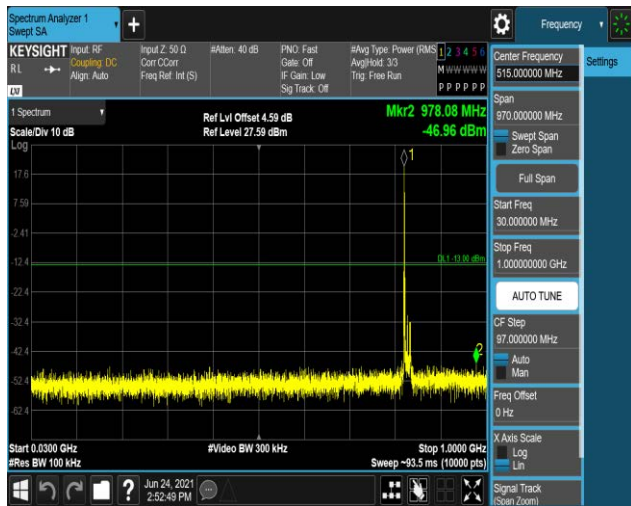 Spectrum Analyzer 1
Swept SA
+
Frequency
KEYSIGHT
RL
LXI
Input: RF
Coupling: DC
Align: Auto
Input Z: 50 Ω
Corr CCorr
Freq Ref: Int (S)
#Atten: 40 dB
PNO: Fast
Gate: Off
IF Gain: Low
Sig Track: Off
#Avg Type: Power (RMS
Avg|Hold: 3/3
Trig: Free Run
1 2 3 4 5 6
M W W W W W
P P P P P P
Center Frequency
515.000000 MHz
Settings
1 Spectrum
Scale/Div 10 dB
Ref Lvl Offset 4.59 dB
Ref Level 27.59 dBm
Mkr2 978.08 MHz
-46.96 dBm
Log
17.6
7.59
-2.41
-12.4
-22.4
-32.4
-42.4
-52.4
-62.4
1
DL1 -13.00 dBm
2
Start 0.0300 GHz
#Res BW 100 kHz
#Video BW 300 kHz
Stop 1.0000 GHz
Sweep ~93.5 ms (10000 pts)
Span
970.000000 MHz
Swept Span
Zero Span
Full Span
Start Freq
30.000000 MHz
Stop Freq
1.000000000 GHz
AUTO TUNE
CF Step
97.000000 MHz
Auto
Man
Freq Offset
0 Hz
X Axis Scale
Log
Lin
Signal Track
(Span Zoom)
?
Jun 24, 2021
2:52:49 PM